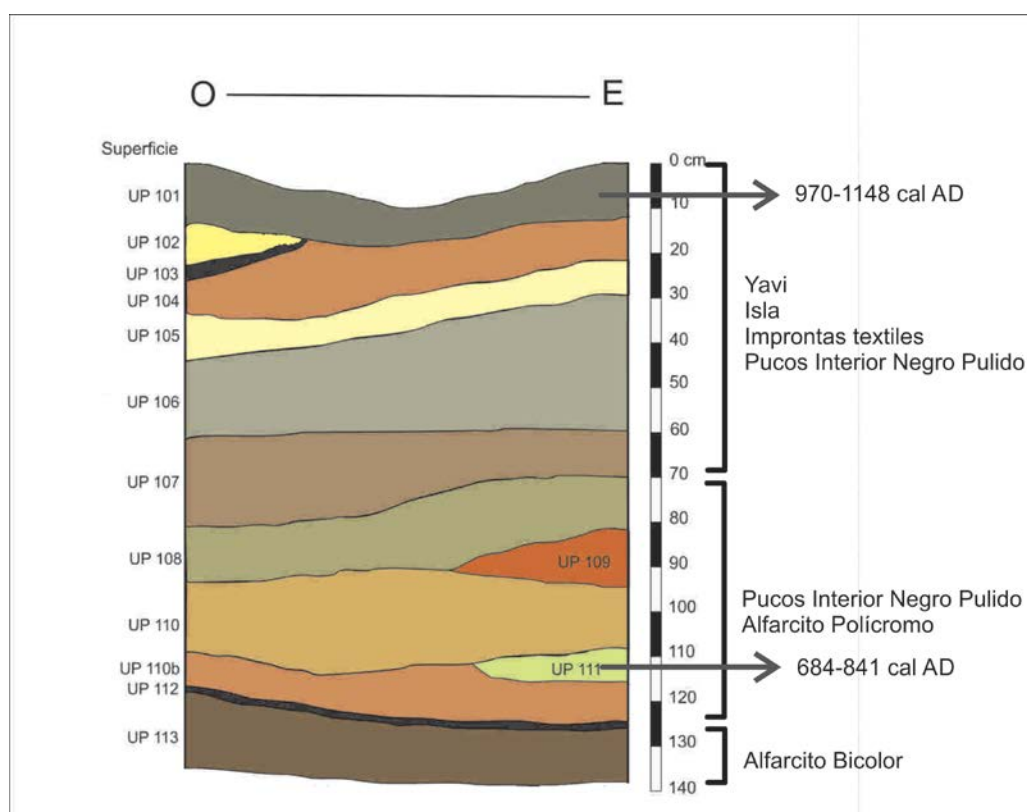 O E
Superficie
UP 101
UP 102
UP 103
UP 104
UP 105
UP 106
UP 107
UP 108
UP 109
UP 110
UP 110b
UP 111
UP 112
UP 113
0 cm
10
20
30
40
50
60
70
80
90
100
110
120
130
140
970-1148 cal AD
Yavi
Isla
Improntas textiles
Pucos Interior Negro Pulido
Pucos Interior Negro Pulido
Alfarcito Polícromo
684-841 cal AD
Alfarcito Bicolor